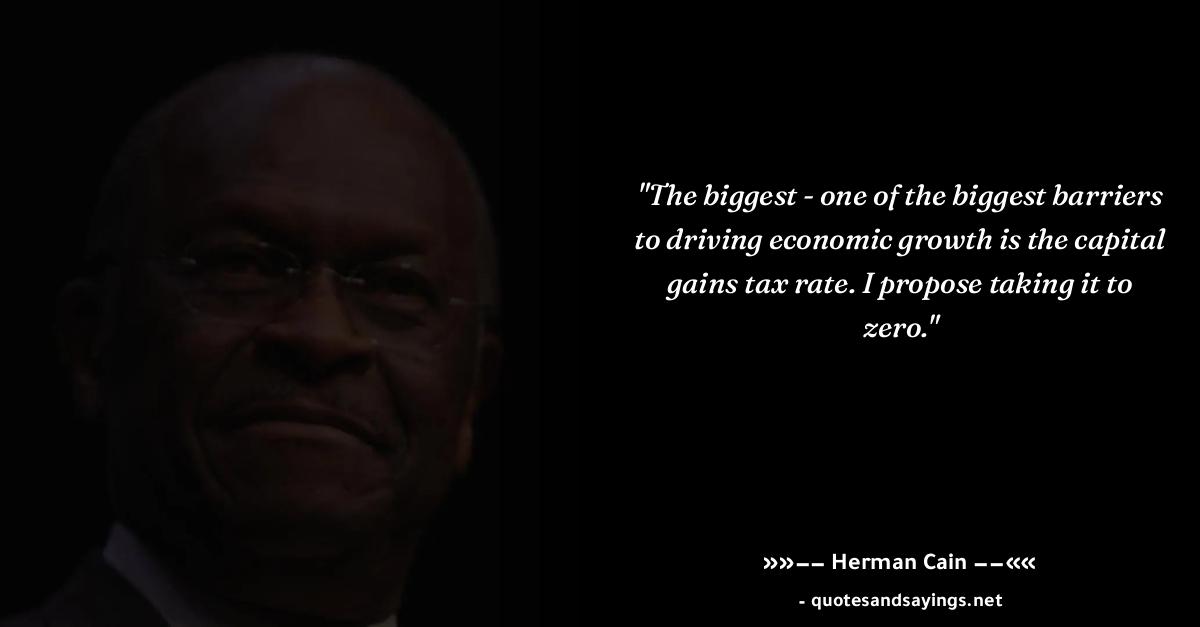 "The biggest - one of the biggest barriers
to driving economic growth is the capital
gains tax rate. I propose taking it to
zero."
»»−− Herman Cain −−««
- quotesandsayings.net